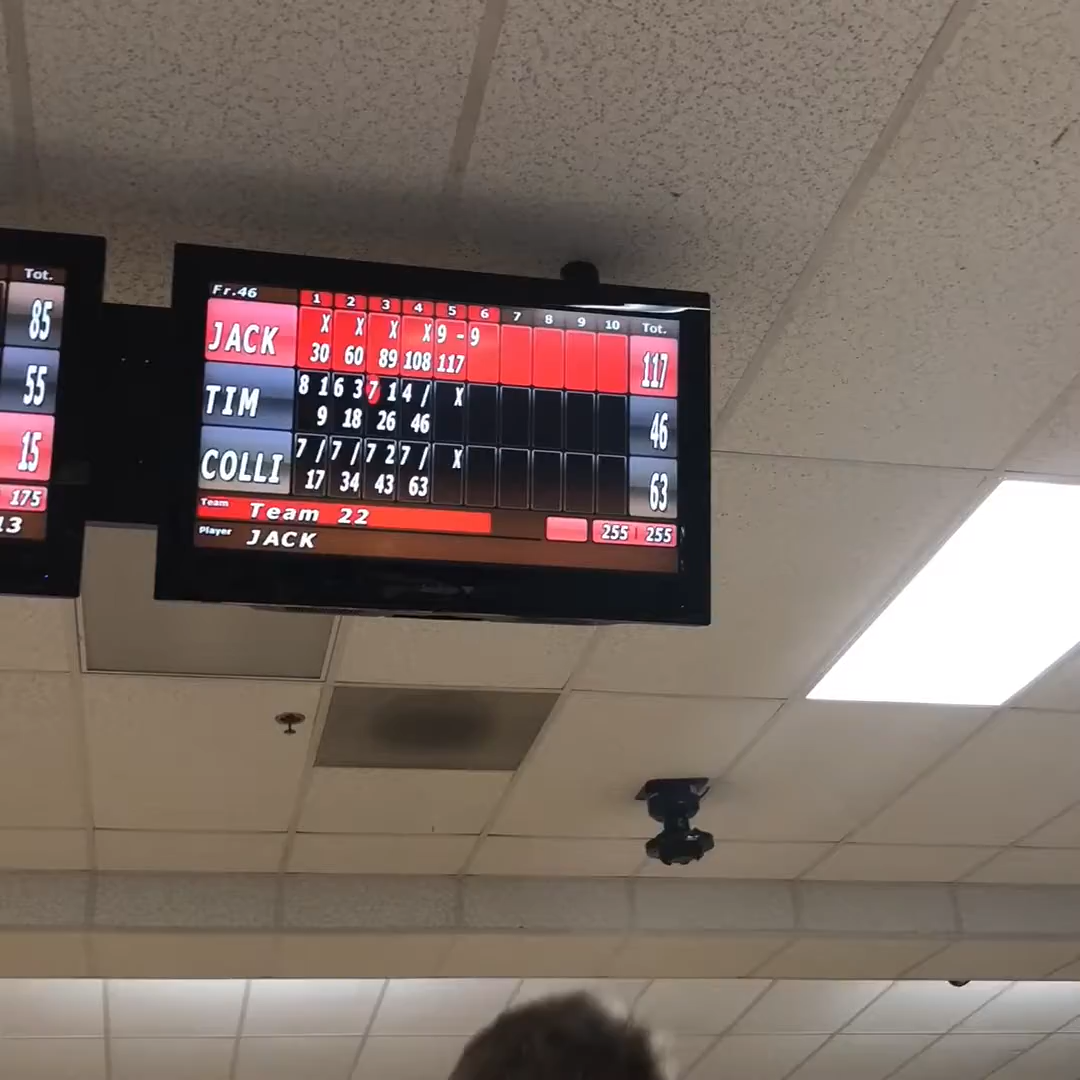 Tot.
85
55
15
175
13
Fr.46 1 2 3 4 5 6 7 8 9 10 Tot.
JACK X X X X 9 - 9
30 60 89 108 117 117
TIM 8 1 6 3 7 1 4 / X
9 18 26 46 46
COLLI 7 / 7 / 7 2 7 / X
17 34 43 63 63
Team Team 22 255 255
Player JACK